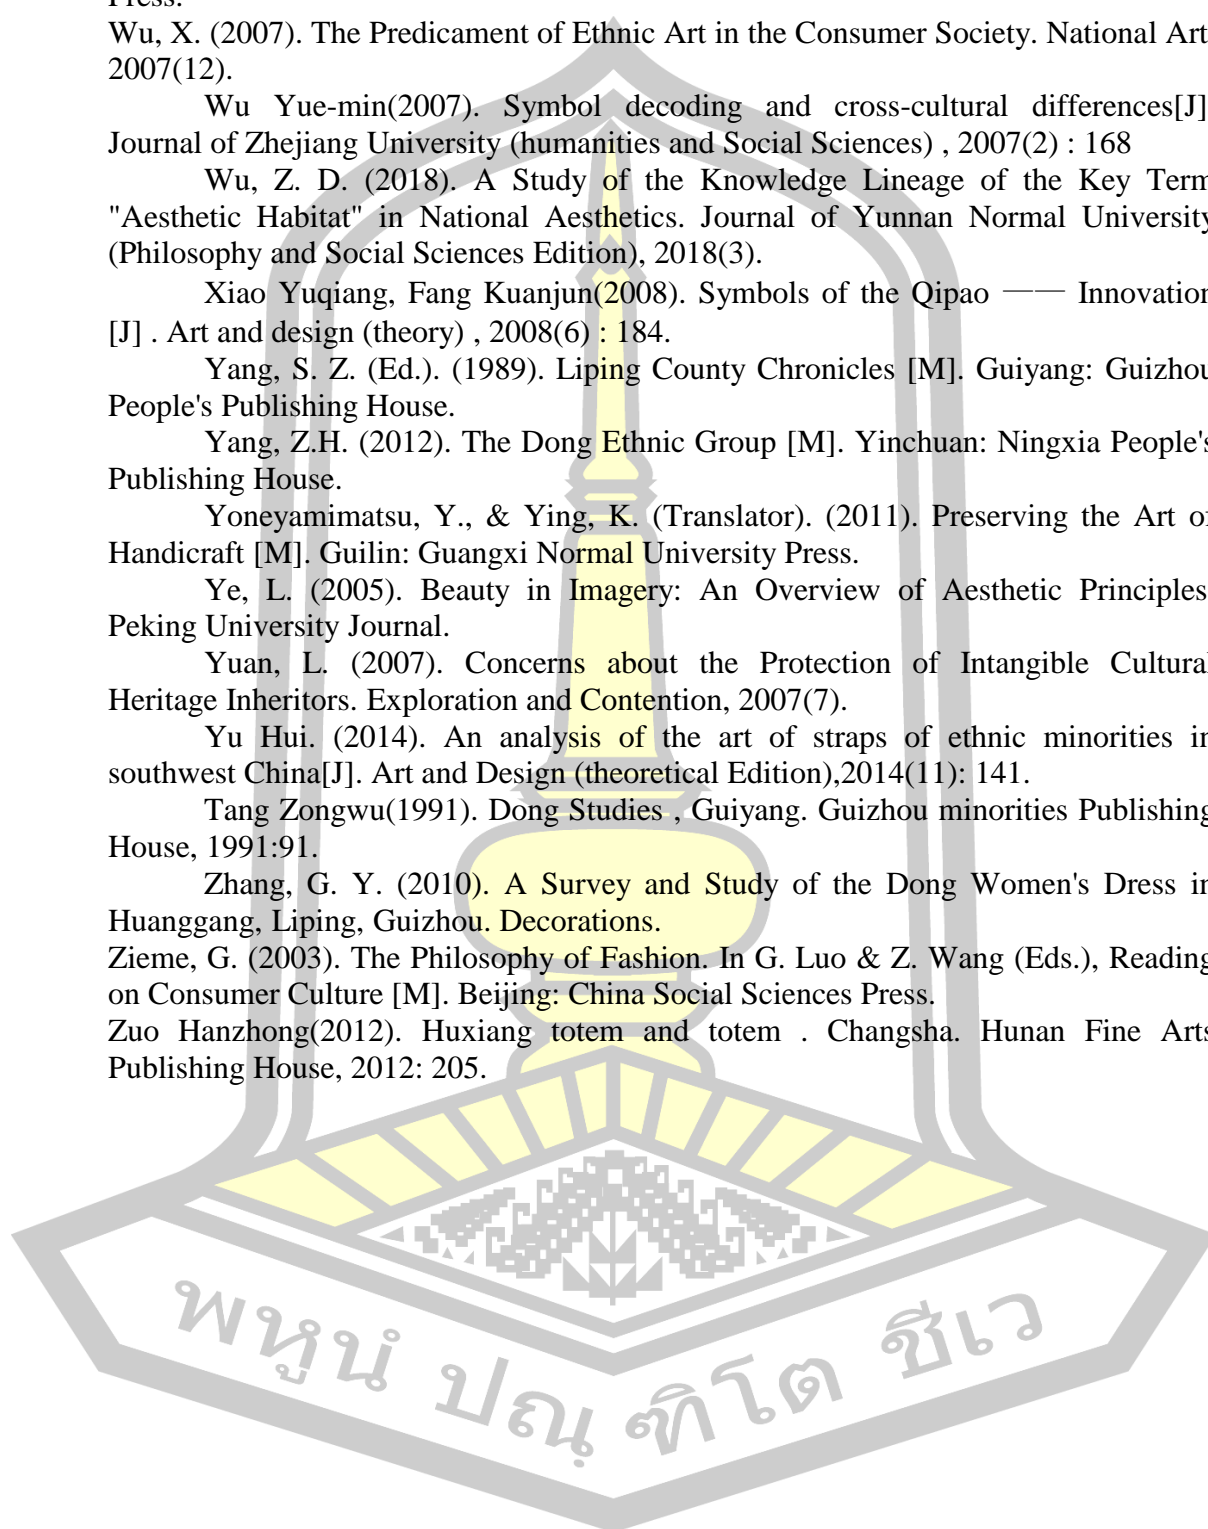 Press.
Wu, X. (2007). The Predicament of Ethnic Art in the Consumer Society. National Art,
2007(12).
Wu Yue-min(2007). Symbol decoding and cross-cultural differences[J].
Journal of Zhejiang University (humanities and Social Sciences) , 2007(2) : 168
Wu, Z. D. (2018). A Study of the Knowledge Lineage of the Key Term
"Aesthetic Habitat" in National Aesthetics. Journal of Yunnan Normal University
(Philosophy and Social Sciences Edition), 2018(3).
Xiao Yuqiang, Fang Kuanjun(2008). Symbols of the Qipao —— Innovation
[J] . Art and design (theory) , 2008(6) : 184.
Yang, S. Z. (Ed.). (1989). Liping County Chronicles [M]. Guiyang: Guizhou
People's Publishing House.
Yang, Z.H. (2012). The Dong Ethnic Group [M]. Yinchuan: Ningxia People's
Publishing House.
Yoneyamimatsu, Y., & Ying, K. (Translator). (2011). Preserving the Art of
Handicraft [M]. Guilin: Guangxi Normal University Press.
Ye, L. (2005). Beauty in Imagery: An Overview of Aesthetic Principles.
Peking University Journal.
Yuan, L. (2007). Concerns about the Protection of Intangible Cultural
Heritage Inheritors. Exploration and Contention, 2007(7).
Yu Hui. (2014). An analysis of the art of straps of ethnic minorities in
southwest China[J]. Art and Design (theoretical Edition),2014(11): 141.
Tang Zongwu(1991). Dong Studies , Guiyang. Guizhou minorities Publishing
House, 1991:91.
Zhang, G. Y. (2010). A Survey and Study of the Dong Women's Dress in
Huanggang, Liping, Guizhou. Decorations.
Zieme, G. (2003). The Philosophy of Fashion. In G. Luo & Z. Wang (Eds.), Reading
on Consumer Culture [M]. Beijing: China Social Sciences Press.
Zuo Hanzhong(2012). Huxiang totem and totem . Changsha. Hunan Fine Arts
Publishing House, 2012: 205.
พหูนํ ปณฺฑิโต ชีเว